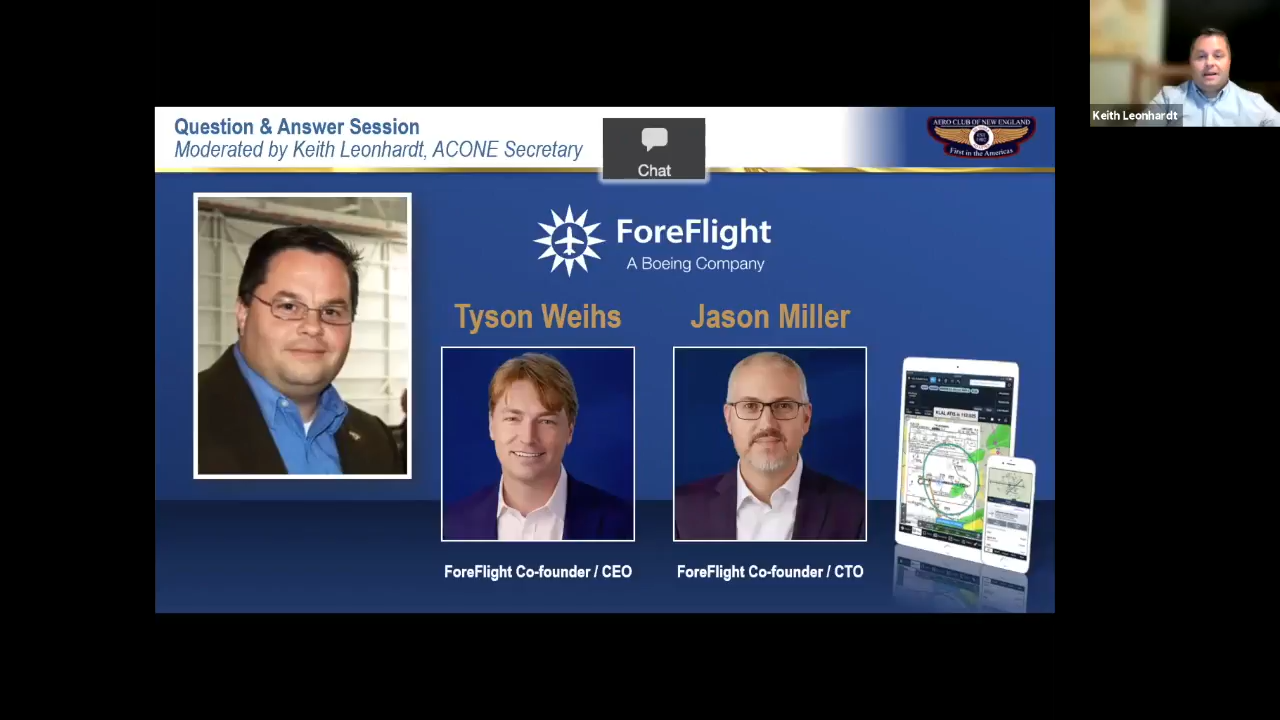 Question & Answer Session
Moderated by Keith Leonhardt, ACONE Secretary
Chat
AERO CLUB OF NEW ENGLAND
First in the Americas
Keith Leonhardt
ForeFlight
A Boeing Company
Tyson Weihs
Jason Miller
ForeFlight Co-founder / CEO
ForeFlight Co-founder / CTO